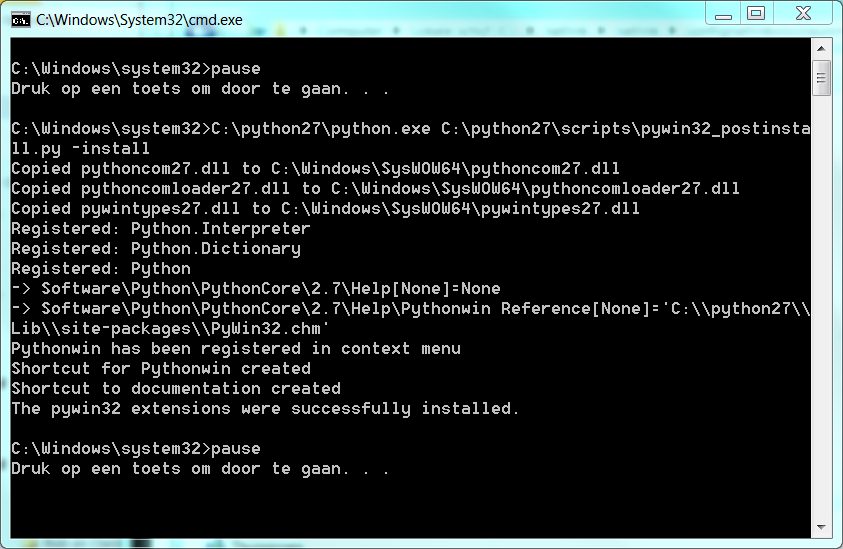 C:\Windows\System32\cmd.exe
C:\Windows\system32>pause
Druk op een toets om door te gaan. . .
C:\Windows\system32>C:\python27\python.exe C:\python27\scripts\pywin32_postinsta
ll.py -install
Copied pythoncom27.dll to C:\Windows\SysWOW64\pythoncom27.dll
Copied pythoncomloader27.dll to C:\Windows\SysWOW64\pythoncomloader27.dll
Copied pywintypes27.dll to C:\Windows\SysWOW64\pywintypes27.dll
Registered: Python.Interpreter
Registered: Python.Dictionary
Registered: Python
-> Software\Python\PythonCore\2.7\Help[None]=None
-> Software\Python\PythonCore\2.7\Help\Pythonwin Reference[None]='C:\\python27\\
Lib\\site-packages\\PyWin32.chm'
Pythonwin has been registered in context menu
Shortcut for Pythonwin created
Shortcut to documentation created
The pywin32 extensions were successfully installed.
C:\Windows\system32>pause
Druk op een toets om door te gaan. . .